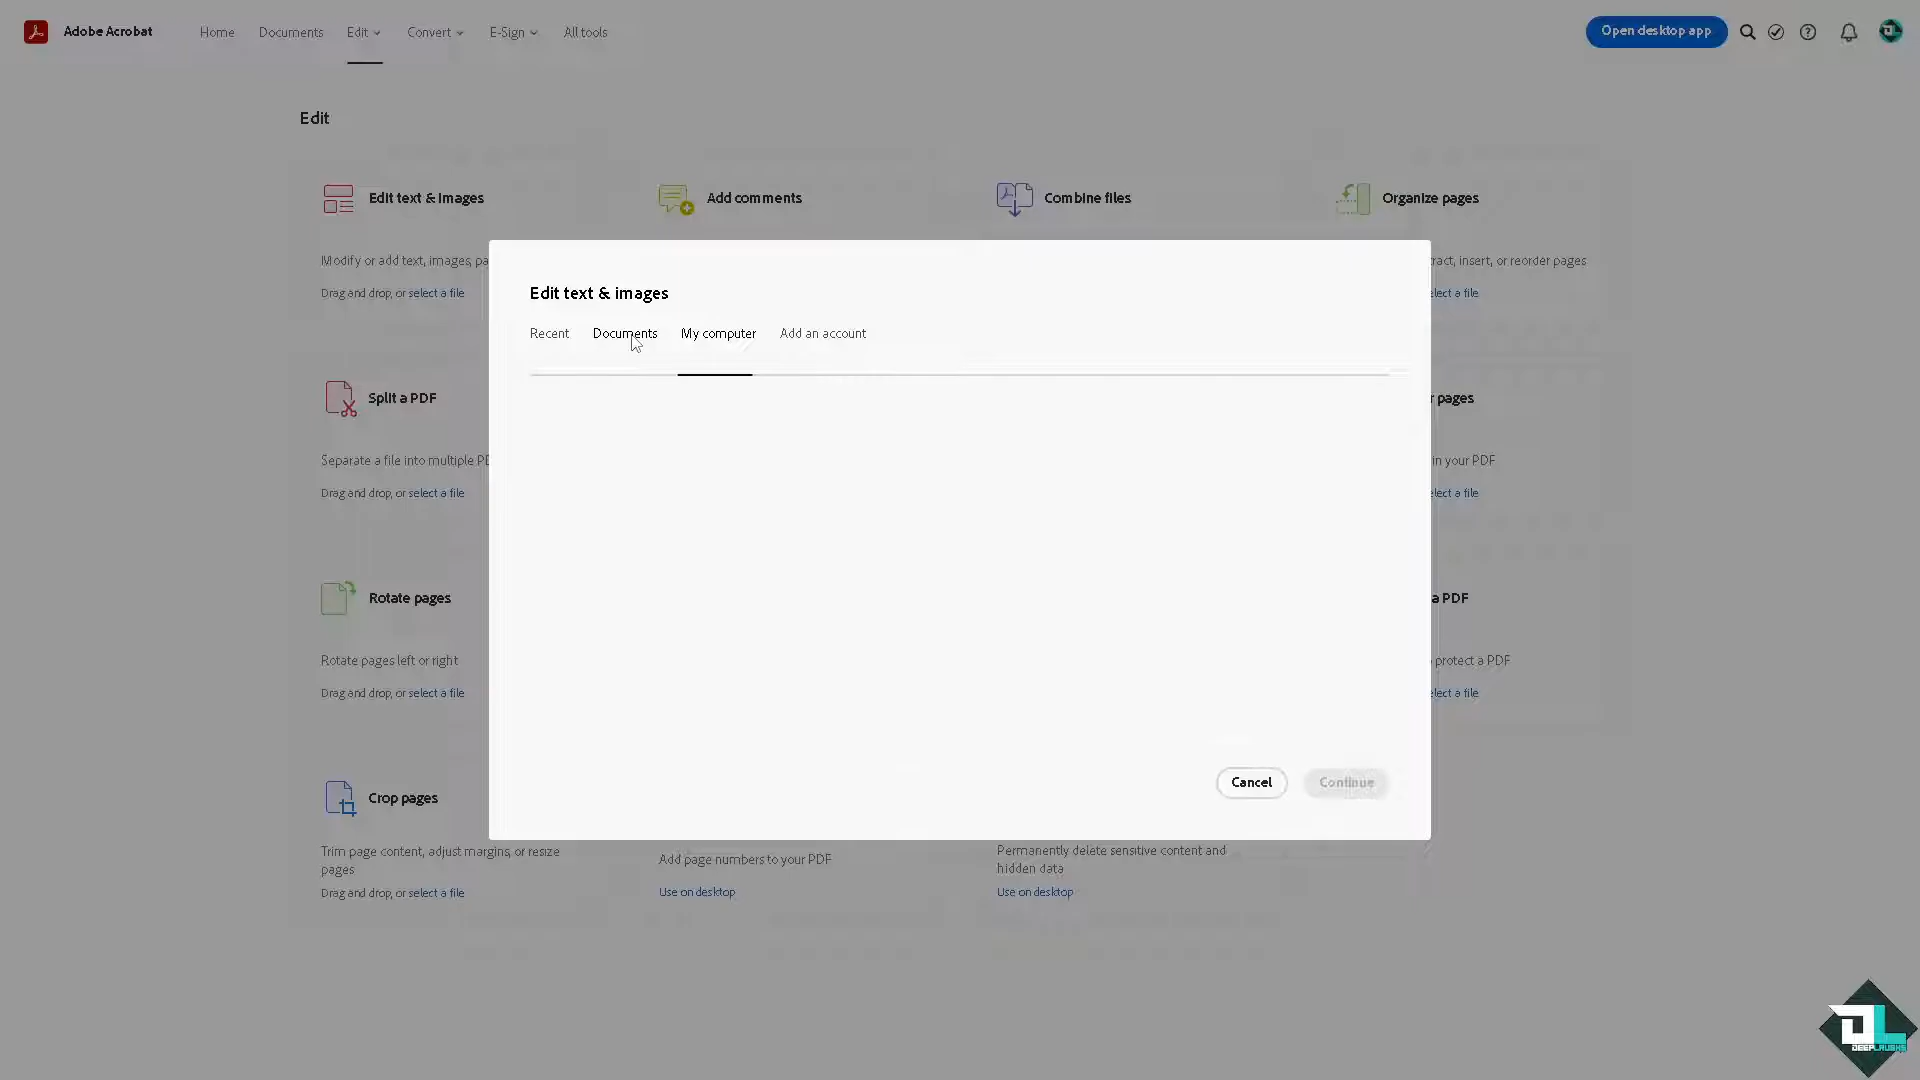 Adobe Acrobat Home Documents Edit Convert E-Sign All tools Open desktop app
Edit
Edit text & images Add comments Combine files Organize pages
Modify or add text, images, pa
ract, insert, or reorder pages
Drag and drop, or select a file
elect a file
Edit text & images
Recent Documents My computer Add an account
Split a PDF
r pages
Separate a file into multiple PD
in your PDF
Drag and drop, or select a file
elect a file
Rotate pages
a PDF
Rotate pages left or right
protect a PDF
Drag and drop, or select a file
elect a file
Cancel Continue
Crop pages
Trim page content, adjust margins, or resize
pages
Drag and drop, or select a file
Add page numbers to your PDF
Use on desktop
Permanently delete sensitive content and
hidden data
Use on desktop
DEEPLAUGHS